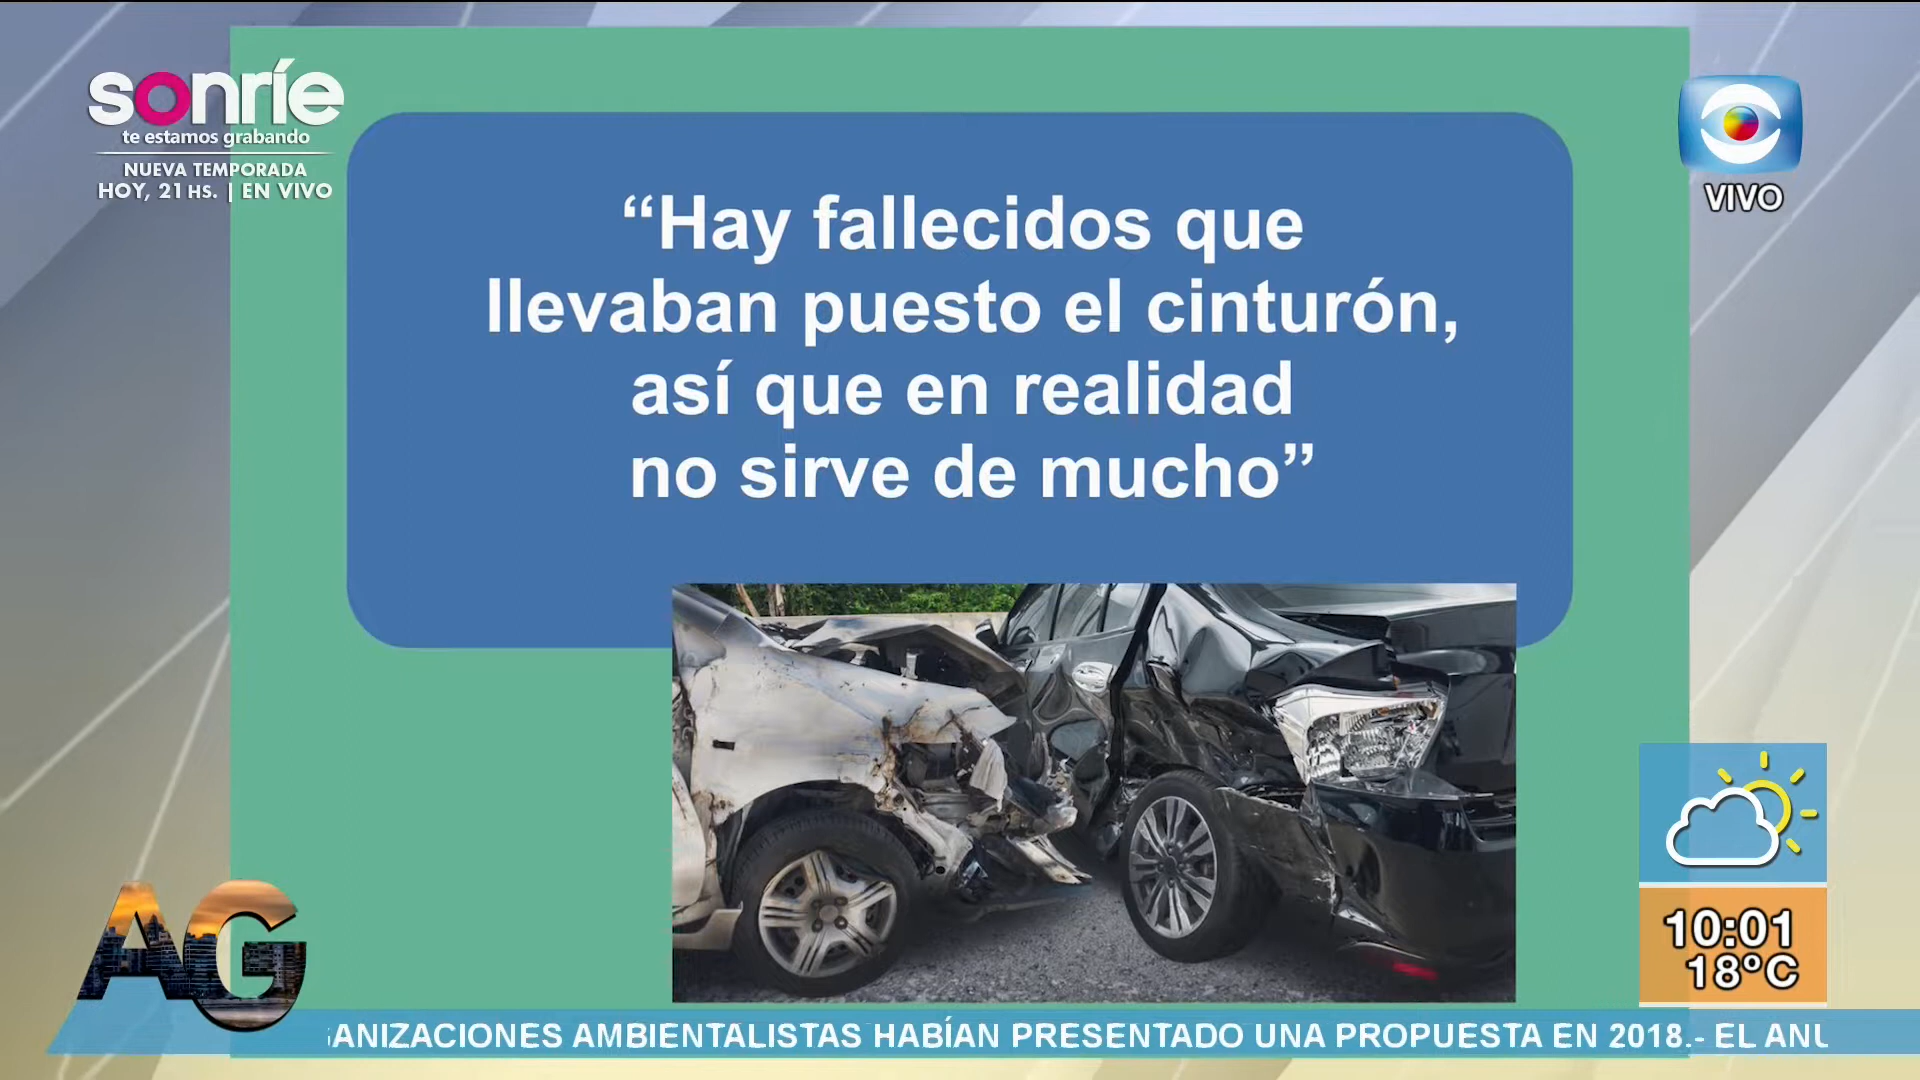 sonríe
te estamos grabando
NUEVA TEMPORADA
HOY, 21 HS. | EN VIVO
VIVO
“Hay fallecidos que
llevaban puesto el cinturón,
así que en realidad
no sirve de mucho”
10:01
18°C
AG
ANIZACIONES AMBIENTALISTAS HABÍAN PRESENTADO UNA PROPUESTA EN 2018.- EL ANU